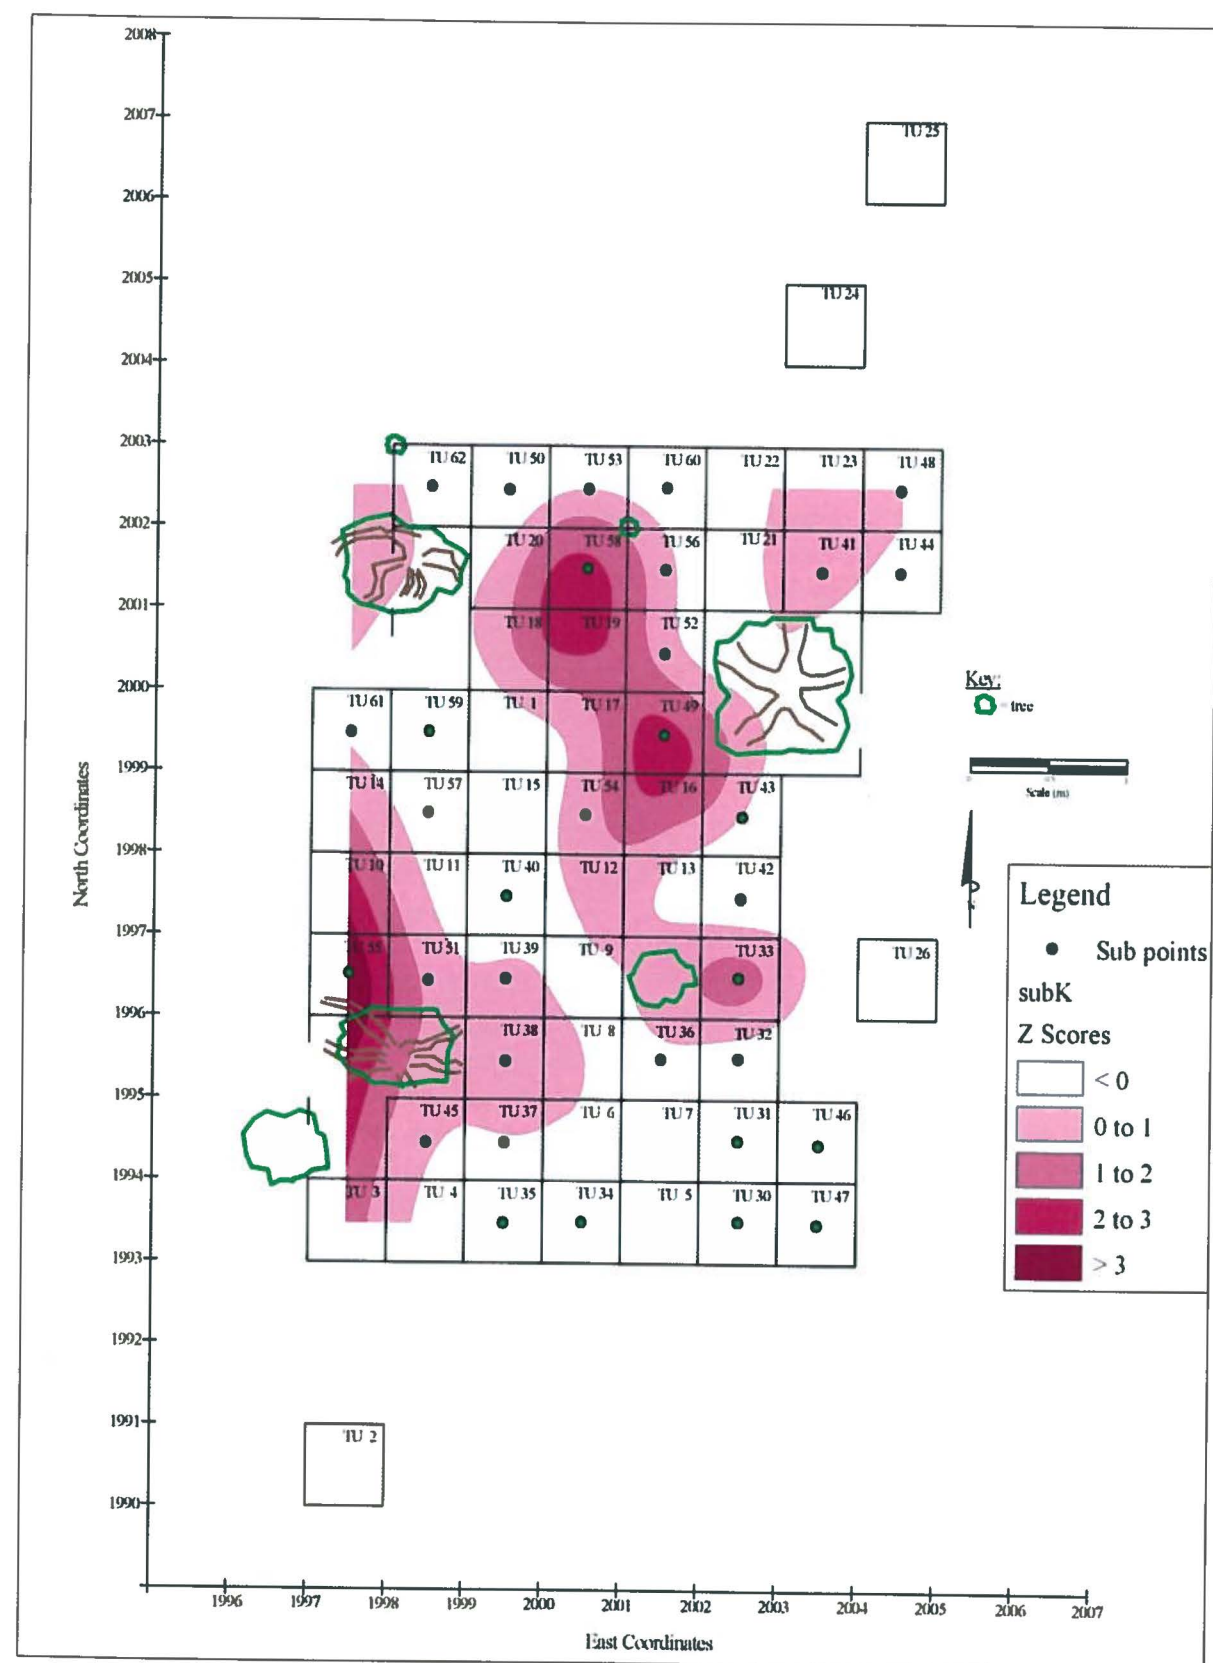 2008
2007
TU 25
2006
2005
TU 24
2004
2003
TU 62 TU 50 TU 53 TU 60 TU 22 TU 23 TU 48
2002
TU 20 TU 58 TU 56 TU 21 TU 41 TU 44
2001
TU 18 TU 19 TU 52
2000
TU 61 TU 59 TU 1 TU 17 TU 49
Key:
- tree
1999
TU 14 TU 57 TU 15 TU 54 TU 16 TU 43
Scale (m)
North Coordinates
1998
TU 10 TU 11 TU 40 TU 12 TU 13 TU 42
Legend
Sub points
subK
Z Scores
< 0
0 to 1
1 to 2
2 to 3
> 3
1997
TU 55 TU 51 TU 39 TU 9 TU 33 TU 26
1996
TU 38 TU 8 TU 36 TU 32
1995
TU 45 TU 37 TU 6 TU 7 TU 31 TU 46
1994
TU 3 TU 4 TU 35 TU 34 TU 5 TU 30 TU 47
1993
1992
1991
TU 2
1990
1996 1997 1998 1999 2000 2001 2002 2003 2004 2005 2006 2007
East Coordinates